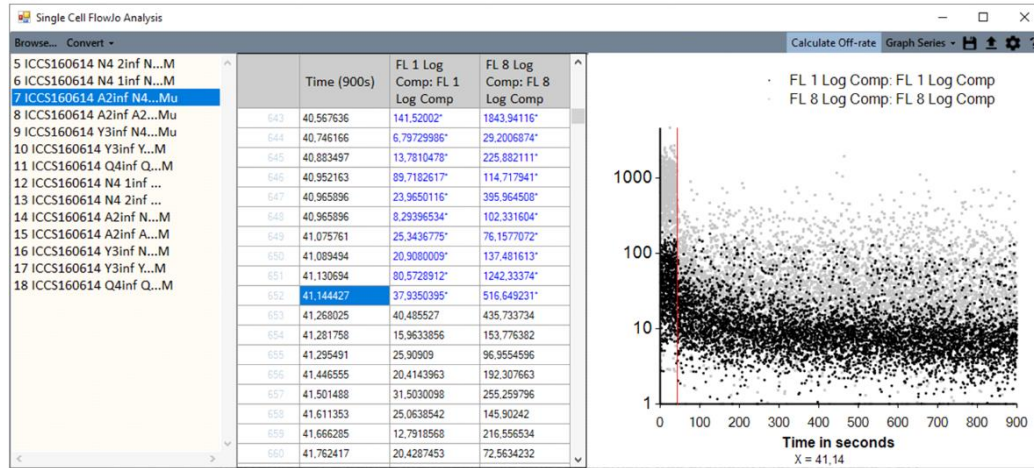 Single Cell FlowJo Analysis
Browse... Convert
Calculate Off-rate Graph Series
5 ICCS160614 N4 2inf N...M
6 ICCS160614 N4 1inf N...M
7 ICCS160614 A2inf N4...Mu
8 ICCS160614 A2inf A2...Mu
9 ICCS160614 Y3inf N4...Mu
10 ICCS160614 Y3inf Y...M
11 ICCS160614 Q4inf Q...M
12 ICCS160614 N4 1inf ...
13 ICCS160614 N4 2inf ...
14 ICCS160614 A2inf N...M
15 ICCS160614 A2inf A...M
16 ICCS160614 Y3inf N...M
17 ICCS160614 Y3inf Y...M
18 ICCS160614 Q4inf Q...M
Time (900s) FL 1 Log Comp: FL 1 Log Comp FL 8 Log Comp: FL 8 Log Comp
643 40,567636 141,52002* 1843,94116*
644 40,746166 6,79729986* 29,2006874*
645 40,883497 13,7810478* 225,882111*
646 40,952163 89,7182617* 114,717941*
647 40,965896 23,9650116* 395,964508*
648 40,965896 8,29396534* 102,331604*
649 41,075761 25,3436775* 76,1577072*
650 41,089494 20,9080009* 137,481613*
651 41,130694 80,5728912* 1242,33374*
652 41,144427 37,9350395* 516,649231*
653 41,268025 40,485527 435,733734
654 41,281758 15,9633856 153,776382
655 41,295491 25,90909 96,9554596
656 41,446555 20,4143963 192,307663
657 41,501488 31,5030098 255,259796
658 41,611353 25,0638542 145,90242
659 41,666285 12,7918568 216,556534
660 41,762417 20,4287453 72,5634232
FL 1 Log Comp: FL 1 Log Comp
FL 8 Log Comp: FL 8 Log Comp
1000
100
10
1
0 100 200 300 400 500 600 700 800 900
Time in seconds
X = 41,14